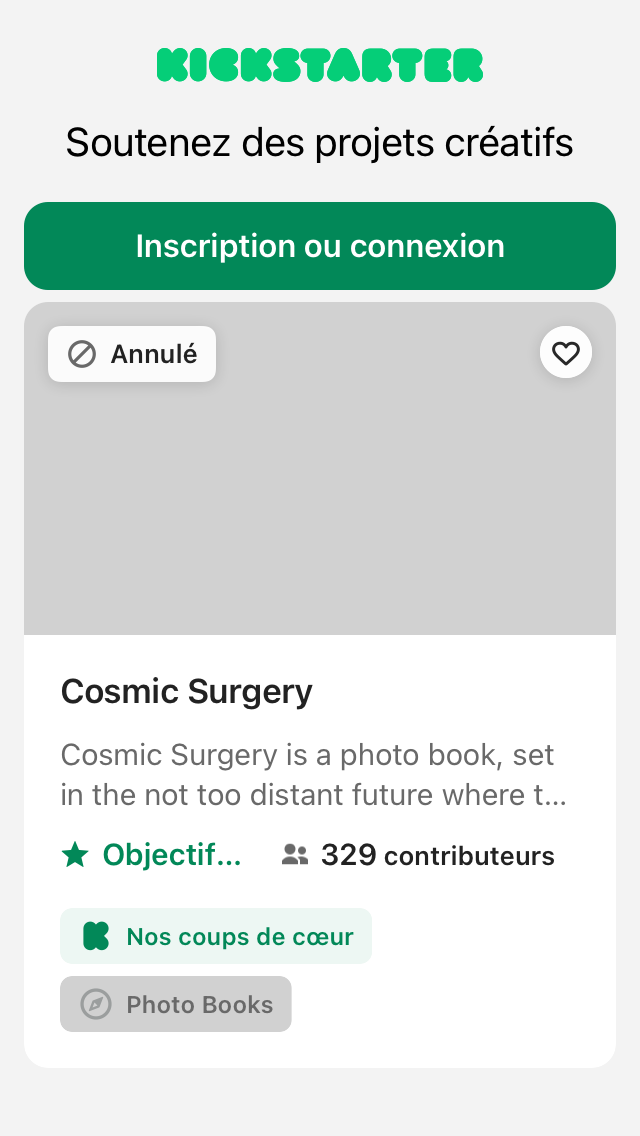 KICKSTARTER
Soutenez des projets créatifs
Inscription ou connexion
Annulé
Cosmic Surgery
Cosmic Surgery is a photo book, set
in the not too distant future where t...
Objectif... 329 contributeurs
Nos coups de cœur
Photo Books